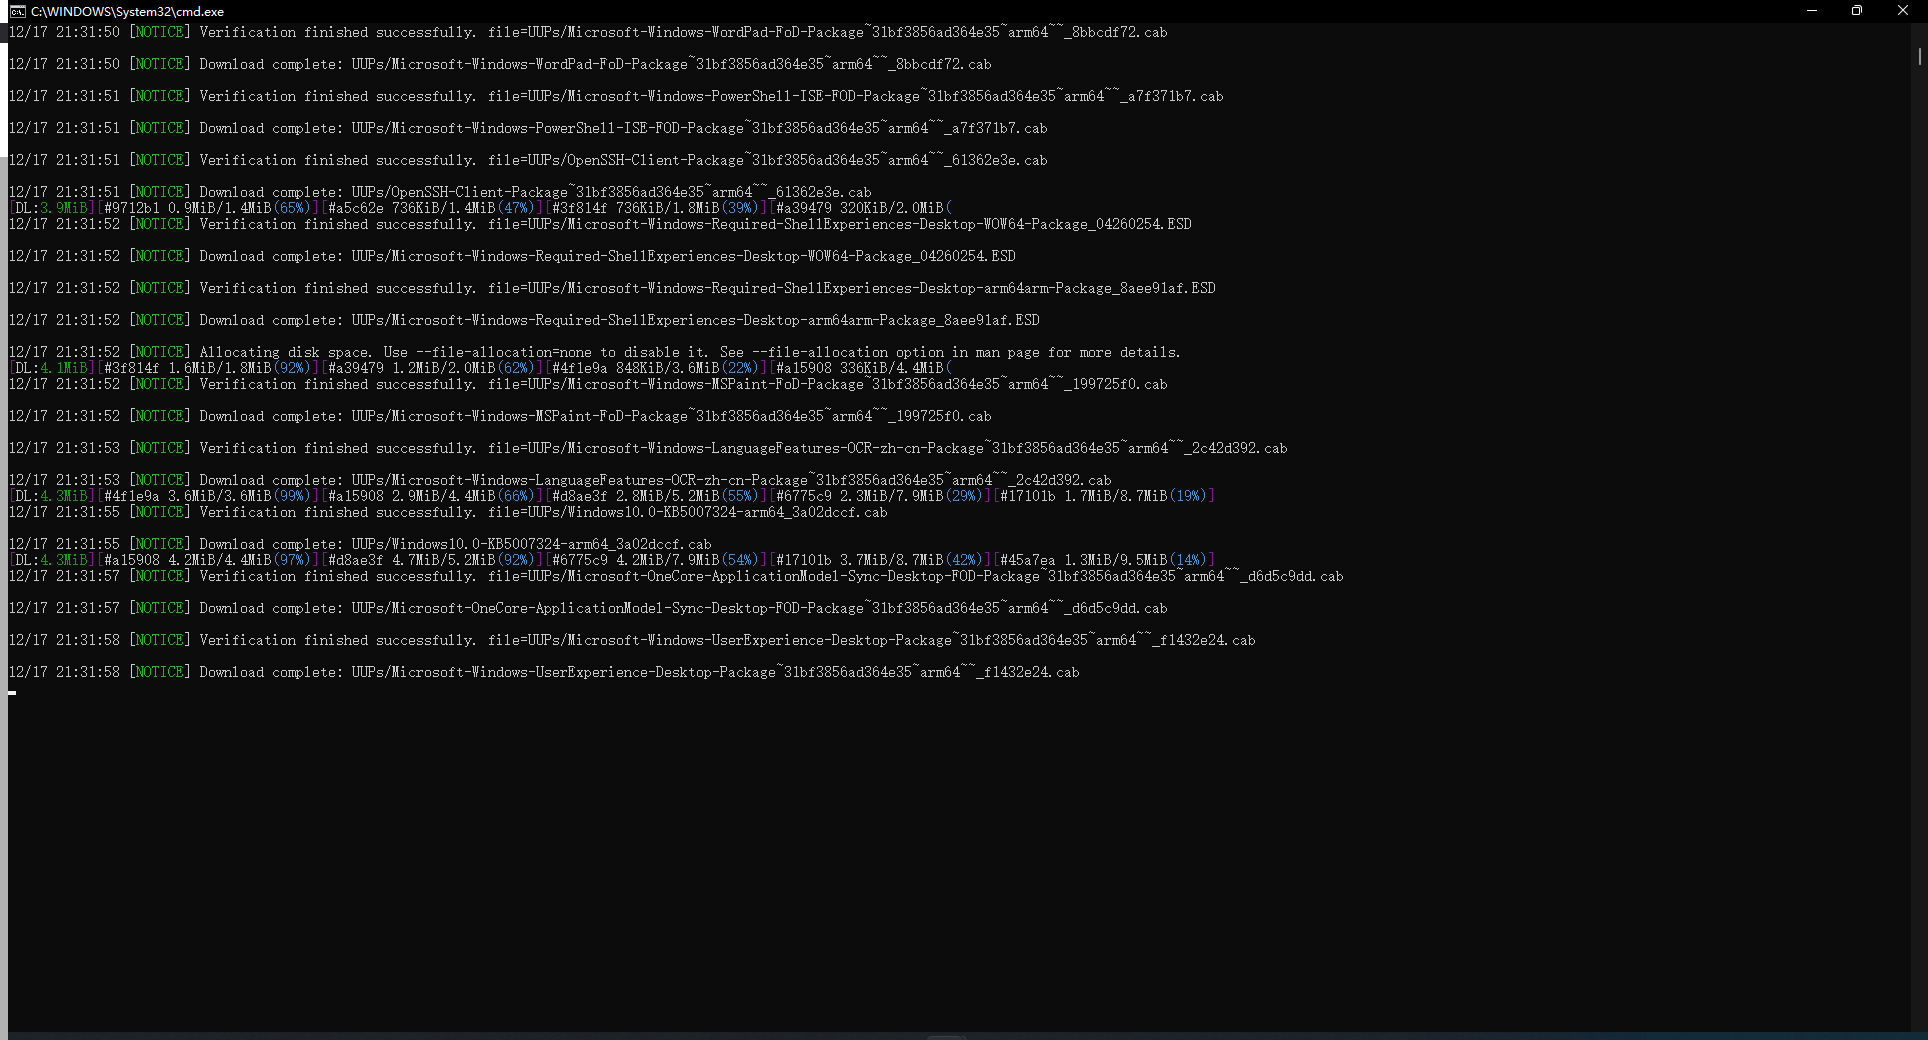 C:\WINDOWS\System32\cmd.exe
12/17 21:31:50 [NOTICE] Verification finished successfully. file=UUPs/Microsoft-Windows-WordPad-FoD-Package~31bf3856ad364e35~arm64~~_8bbcdf72.cab
12/17 21:31:50 [NOTICE] Download complete: UUPs/Microsoft-Windows-WordPad-FoD-Package~31bf3856ad364e35~arm64~~_8bbcdf72.cab
12/17 21:31:51 [NOTICE] Verification finished successfully. file=UUPs/Microsoft-Windows-PowerShell-ISE-FOD-Package~31bf3856ad364e35~arm64~~_a7f371b7.cab
12/17 21:31:51 [NOTICE] Download complete: UUPs/Microsoft-Windows-PowerShell-ISE-FOD-Package~31bf3856ad364e35~arm64~~_a7f371b7.cab
12/17 21:31:51 [NOTICE] Verification finished successfully. file=UUPs/OpenSSH-Client-Package~31bf3856ad364e35~arm64~~_61362e3e.cab
12/17 21:31:51 [NOTICE] Download complete: UUPs/OpenSSH-Client-Package~31bf3856ad364e35~arm64~~_61362e3e.cab
[DL:3.9MiB][#9712b1 0.9MiB/1.4MiB(65%)][#a5c62e 736KiB/1.4MiB(47%)][#3f814f 736KiB/1.8MiB(39%)][#a39479 320KiB/2.0MiB(
12/17 21:31:52 [NOTICE] Verification finished successfully. file=UUPs/Microsoft-Windows-Required-ShellExperiences-Desktop-WOW64-Package_04260254.ESD
12/17 21:31:52 [NOTICE] Download complete: UUPs/Microsoft-Windows-Required-ShellExperiences-Desktop-WOW64-Package_04260254.ESD
12/17 21:31:52 [NOTICE] Verification finished successfully. file=UUPs/Microsoft-Windows-Required-ShellExperiences-Desktop-arm64arm-Package_8aee91af.ESD
12/17 21:31:52 [NOTICE] Download complete: UUPs/Microsoft-Windows-Required-ShellExperiences-Desktop-arm64arm-Package_8aee91af.ESD
12/17 21:31:52 [NOTICE] Allocating disk space. Use --file-allocation=none to disable it. See --file-allocation option in man page for more details.
[DL:4.1MiB][#3f814f 1.6MiB/1.8MiB(92%)][#a39479 1.2MiB/2.0MiB(62%)][#4f1e9a 848KiB/3.6MiB(22%)][#a15908 336KiB/4.4MiB(
12/17 21:31:52 [NOTICE] Verification finished successfully. file=UUPs/Microsoft-Windows-MSPaint-FoD-Package~31bf3856ad364e35~arm64~~_199725f0.cab
12/17 21:31:52 [NOTICE] Download complete: UUPs/Microsoft-Windows-MSPaint-FoD-Package~31bf3856ad364e35~arm64~~_199725f0.cab
12/17 21:31:53 [NOTICE] Verification finished successfully. file=UUPs/Microsoft-Windows-LanguageFeatures-OCR-zh-cn-Package~31bf3856ad364e35~arm64~~_2c42d392.cab
12/17 21:31:53 [NOTICE] Download complete: UUPs/Microsoft-Windows-LanguageFeatures-OCR-zh-cn-Package~31bf3856ad364e35~arm64~~_2c42d392.cab
[DL:4.3MiB][#4f1e9a 3.6MiB/3.6MiB(99%)][#a15908 2.9MiB/4.4MiB(66%)][#d8ae3f 2.8MiB/5.2MiB(55%)][#6775c9 2.3MiB/7.9MiB(29%)][#17101b 1.7MiB/8.7MiB(19%)]
12/17 21:31:55 [NOTICE] Verification finished successfully. file=UUPs/Windows10.0-KB5007324-arm64_3a02dccf.cab
12/17 21:31:55 [NOTICE] Download complete: UUPs/Windows10.0-KB5007324-arm64_3a02dccf.cab
[DL:4.3MiB][#a15908 4.2MiB/4.4MiB(97%)][#d8ae3f 4.7MiB/5.2MiB(92%)][#6775c9 4.2MiB/7.9MiB(54%)][#17101b 3.7MiB/8.7MiB(42%)][#45a7ea 1.3MiB/9.5MiB(14%)]
12/17 21:31:57 [NOTICE] Verification finished successfully. file=UUPs/Microsoft-OneCore-ApplicationModel-Sync-Desktop-FOD-Package~31bf3856ad364e35~arm64~~_d6d5c9dd.cab
12/17 21:31:57 [NOTICE] Download complete: UUPs/Microsoft-OneCore-ApplicationModel-Sync-Desktop-FOD-Package~31bf3856ad364e35~arm64~~_d6d5c9dd.cab
12/17 21:31:58 [NOTICE] Verification finished successfully. file=UUPs/Microsoft-Windows-UserExperience-Desktop-Package~31bf3856ad364e35~arm64~~_f1432e24.cab
12/17 21:31:58 [NOTICE] Download complete: UUPs/Microsoft-Windows-UserExperience-Desktop-Package~31bf3856ad364e35~arm64~~_f1432e24.cab